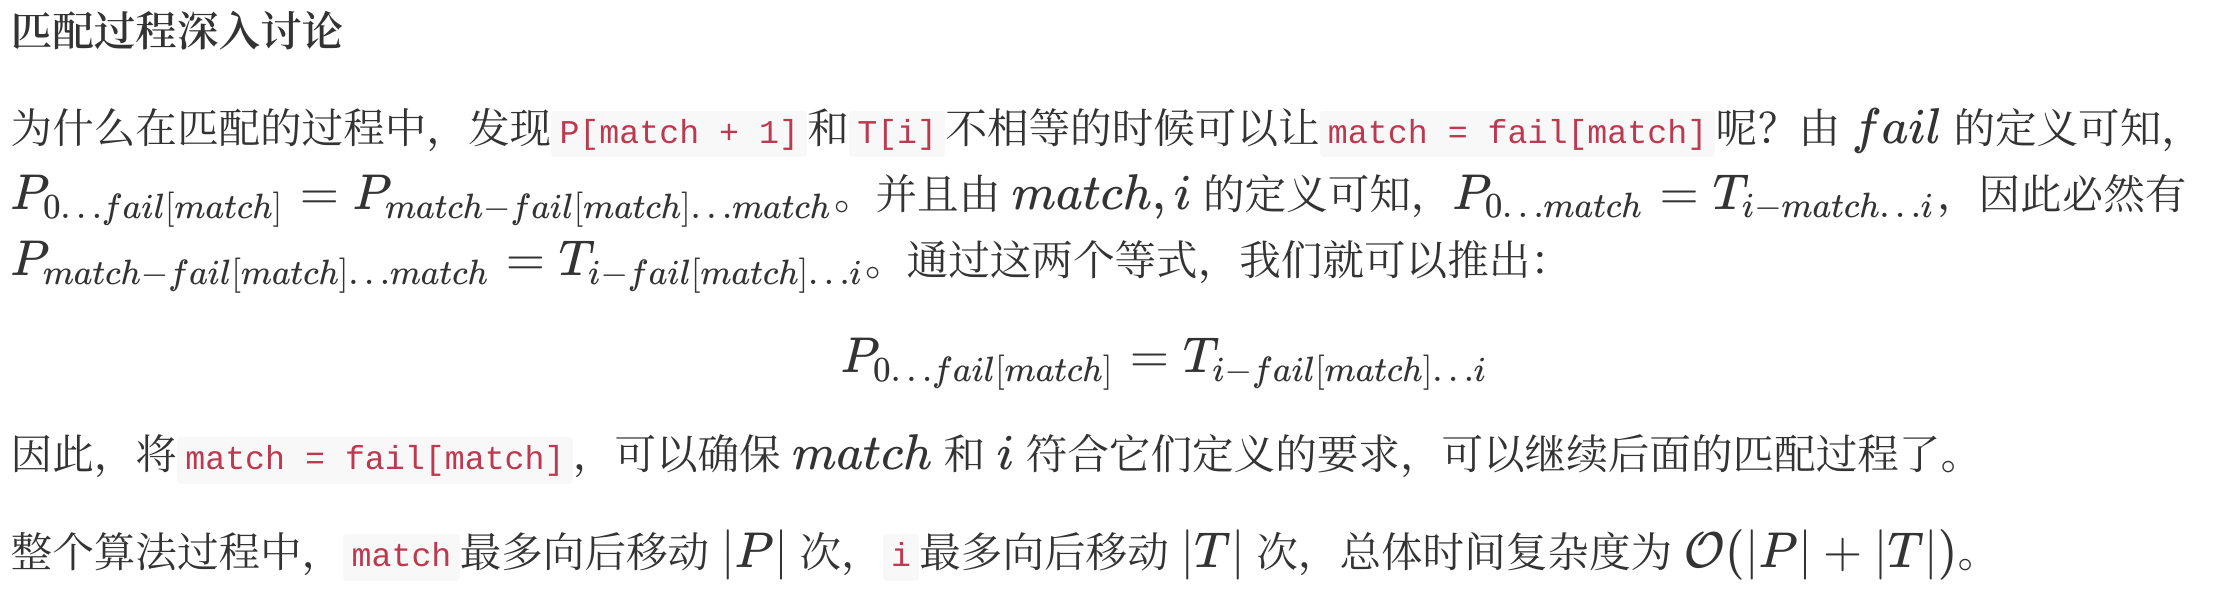 匹配过程深入讨论
为什么在匹配的过程中，发现P[match + 1]和T[i]不相等的时候可以让match = fail[match]呢？由 $fail$ 的定义可知，
$P_{0\ldots fail[match]} = P_{match-fail[match]\ldots match}$。并且由 $match, i$ 的定义可知，$P_{0\ldots match} = T_{i-match\ldots i}$，因此必然有
$P_{match-fail[match]\ldots match} = T_{i-fail[match]\ldots i}$。通过这两个等式，我们就可以推出：
$P_{0\ldots fail[match]} = T_{i-fail[match]\ldots i}$
因此，将match = fail[match]，可以确保 $match$ 和 $i$ 符合它们定义的要求，可以继续后面的匹配过程了。
整个算法过程中，match最多向后移动 $|P|$ 次，i最多向后移动 $|T|$ 次，总体时间复杂度为 $\mathcal{O}(|P| + |T|)$。